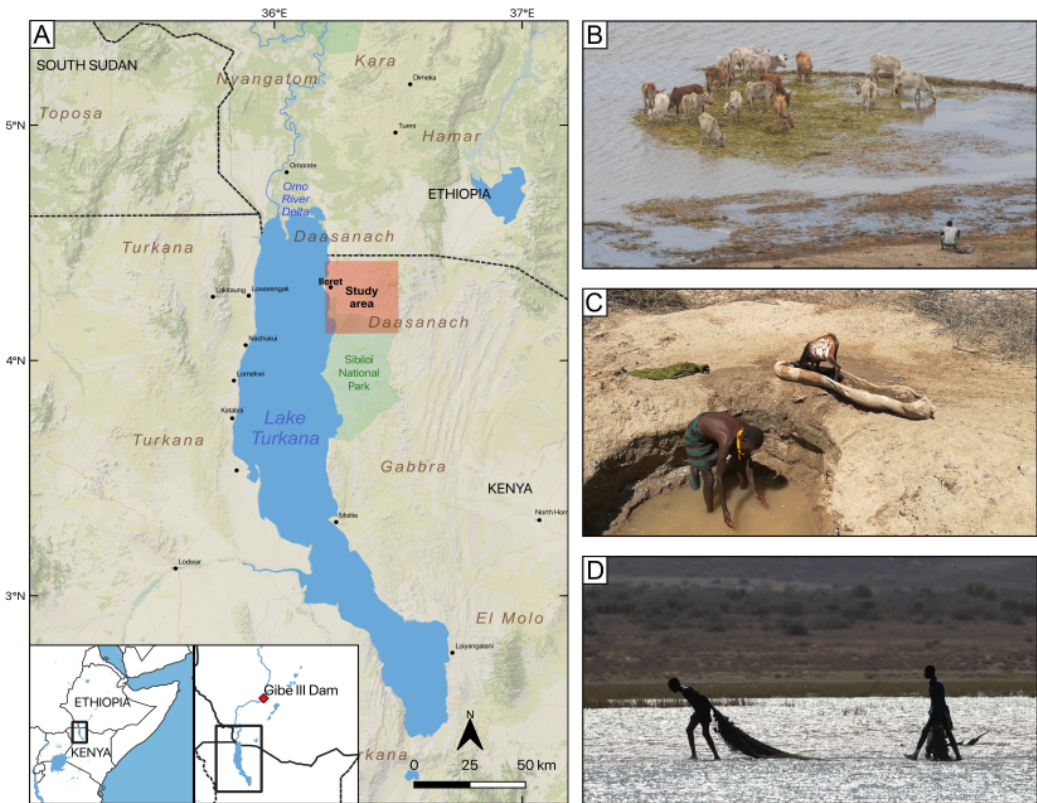 A
36°E
37°E
SOUTH SUDAN
Kara
Nyangatom
Dimeka
Toposa
5°N
Turmi
Hamar
Omorate
Omo
River
Delta
ETHIOPIA
Turkana
Daasanach
Ileret
Study
area
Lokitaung
Lowarengak
Daasanach
Nachukui
4°N
Sibiloi
National
Park
Lomekwi
Kataboi
Lake
Turkana
Turkana
Gabbra
KENYA
Moite
North Horr
Lodwar
3°N
El Molo
Loiyangalani
ETHIOPIA
KENYA
Gibe III Dam
N
rkana
0 25 50 km
B
C
D